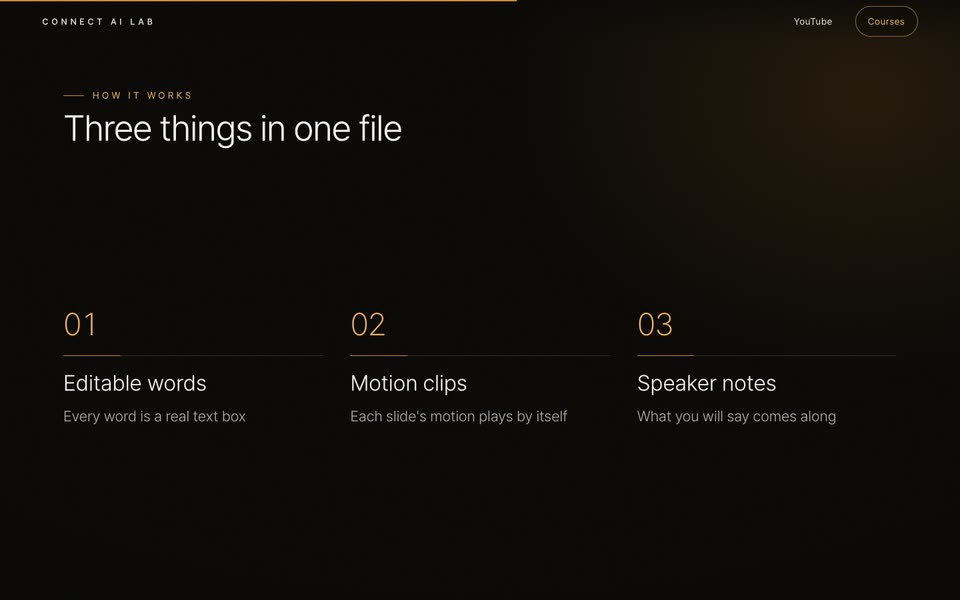 CONNECT AI LAB
YouTube
Courses
HOW IT WORKS
Three things in one file
01
02
03
Editable words
Motion clips
Speaker notes
Every word is a real text box
Each slide's motion plays by itself
What you will say comes along